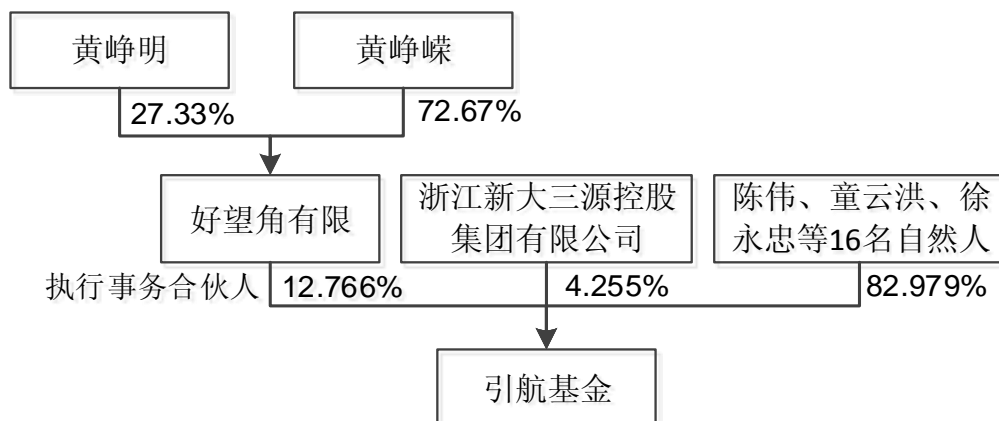 黄峥明
黄峥嵘
27.33%
72.67%
好望角有限
浙江新大三源控股
集团有限公司
陈伟、童云洪、徐
永忠等16名自然人
执行事务合伙人
12.766%
4.255%
82.979%
引航基金